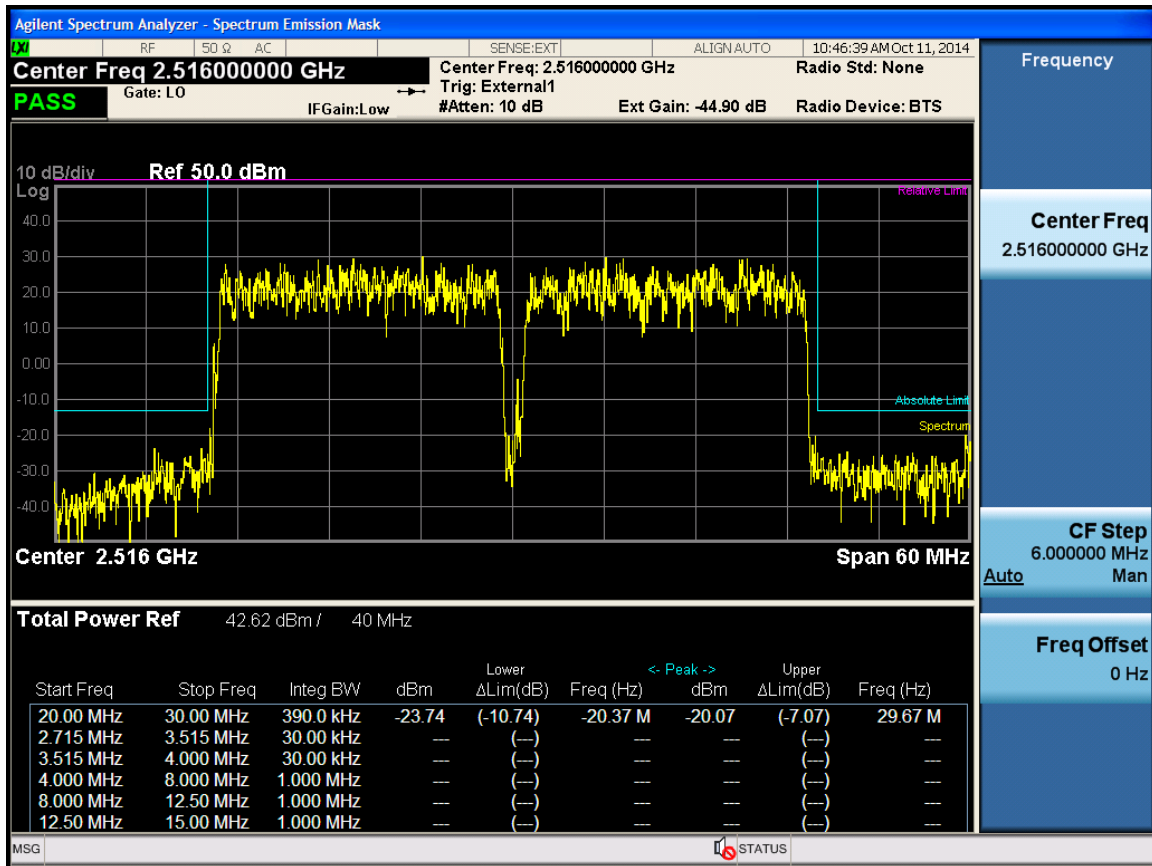 Agilent Spectrum Analyzer - Spectrum Emission Mask
LXI RF 50 Ω AC SENSE:EXT ALIGN AUTO 10:46:39 AM Oct 11, 2014
Center Freq 2.516000000 GHz
Center Freq: 2.516000000 GHz
Radio Std: None
PASS
Gate: LO
Trig: External1
IFGain:Low
#Atten: 10 dB
Ext Gain: -44.90 dB
Radio Device: BTS
10 dB/div
Ref 50.0 dBm
Log
Relative Limit
40.0
30.0
20.0
10.0
0.00
-10.0
Absolute Limit
Spectrum
-20.0
-30.0
-40.0
Center 2.516 GHz
Span 60 MHz
Total Power Ref 42.62 dBm / 40 MHz
Lower <- Peak -> Upper
Start Freq Stop Freq Integ BW dBm ΔLim(dB) Freq (Hz) dBm ΔLim(dB) Freq (Hz)
20.00 MHz 30.00 MHz 390.0 kHz -23.74 (-10.74) -20.37 M -20.07 (-7.07) 29.67 M
2.715 MHz 3.515 MHz 30.00 kHz --- (---) --- --- (---) ---
3.515 MHz 4.000 MHz 30.00 kHz --- (---) --- --- (---) ---
4.000 MHz 8.000 MHz 1.000 MHz --- (---) --- --- (---) ---
8.000 MHz 12.50 MHz 1.000 MHz --- (---) --- --- (---) ---
12.50 MHz 15.00 MHz 1.000 MHz --- (---) --- --- (---) ---
MSG
STATUS
Frequency
Center Freq
2.516000000 GHz
CF Step
6.000000 MHz
Auto Man
Freq Offset
0 Hz